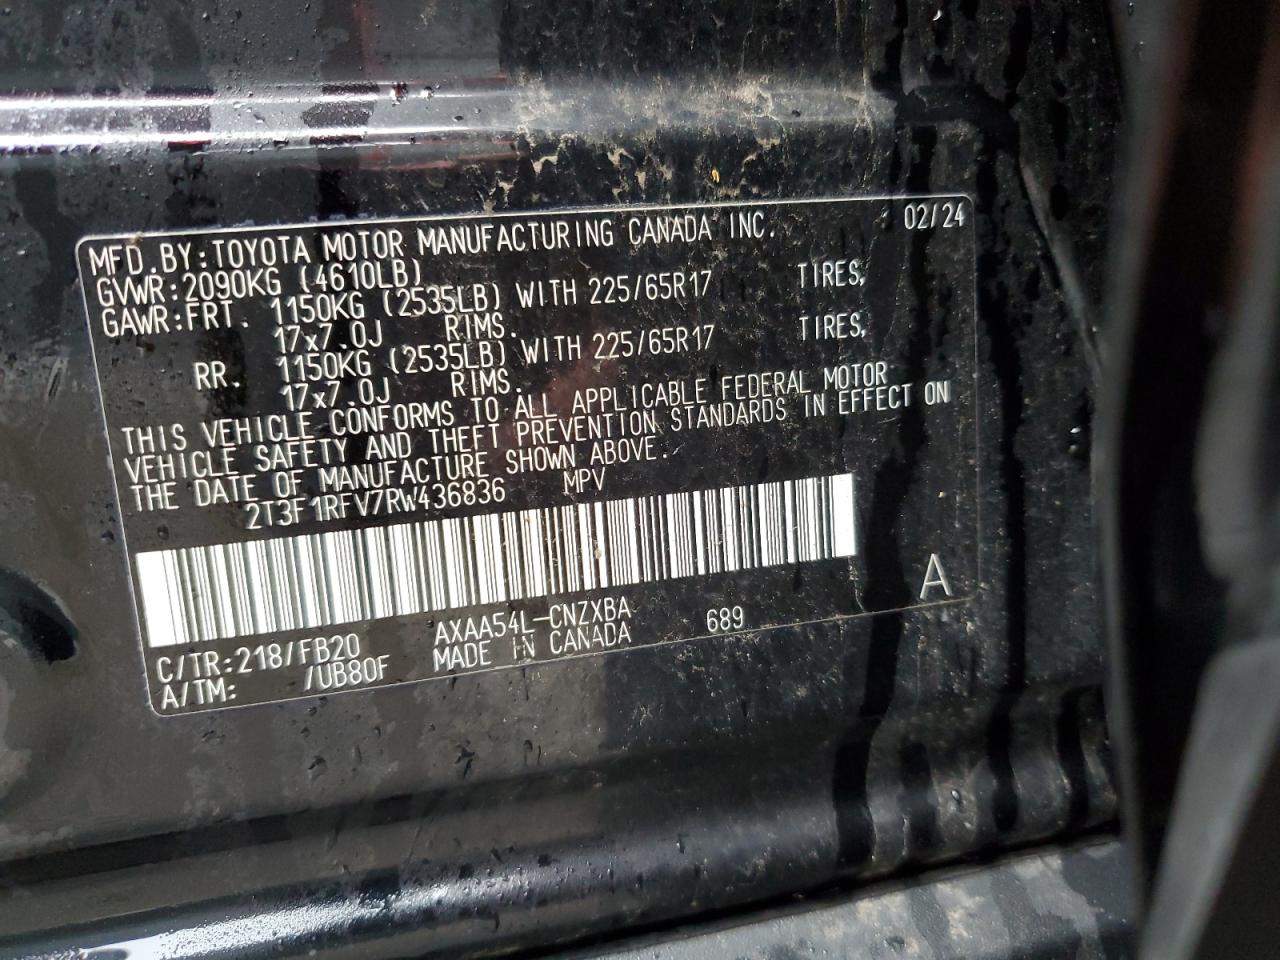 MFD.BY:TOYOTA MOTOR MANUFACTURING CANADA INC. 02/24
GVWR:2090KG (4610LB)
GAWR:FRT. 1150KG (2535LB) WITH 225/65R17 TIRES,
17x7.0J RIMS.
RR. 1150KG (2535LB) WITH 225/65R17 TIRES,
17x7.0J RIMS.
THIS VEHICLE CONFORMS TO ALL APPLICABLE FEDERAL MOTOR
VEHICLE SAFETY AND THEFT PREVENTION STANDARDS IN EFFECT ON
THE DATE OF MANUFACTURE SHOWN ABOVE.
2T3F1RFV7RW436836 MPV
A
C/TR:218/FB20 AXAA54L-CNZXBA 689
A/TM: /UB80F MADE IN CANADA